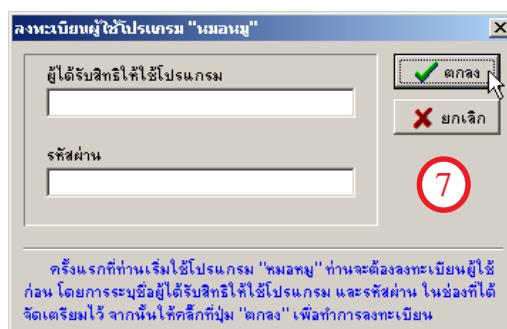 ลงทะเบียนผู้ใช้โปรแกรม "หมอหมู"
ผู้ได้รับสิทธิให้ใช้โปรแกรม
ตกลง
ยกเลิก
รหัสผ่าน
7
ครั้งแรกที่ท่านเริ่มใช้โปรแกรม "หมอหมู" ท่านจะต้องลงทะเบียนผู้ใช้
ก่อน โดยการระบุชื่อผู้ได้รับสิทธิให้ใช้โปรแกรม และรหัสผ่าน ในช่องที่ได้
จัดเตรียมไว้ จากนั้นให้คลิ๊กที่ปุ่ม "ตกลง" เพื่อทำการลงทะเบียน